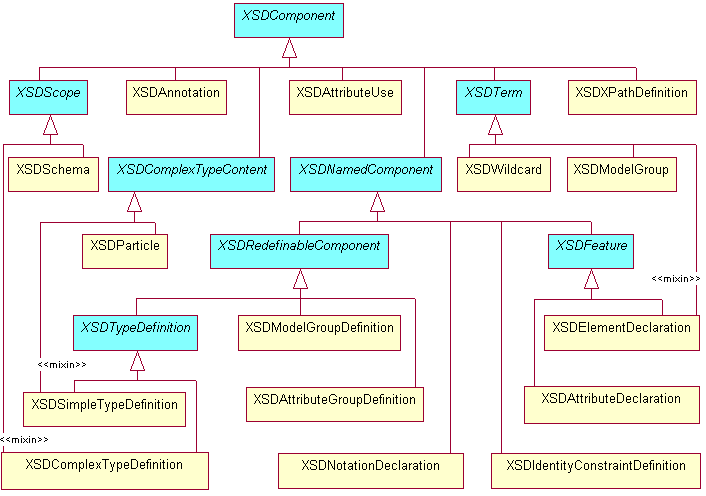 XSDComponent
XSDScope
XSDAnnotation
XSDAttributeUse
XSDTerm
XSDXPathDefinition
XSDSchema
XSDComplexTypeContent
XSDNamedComponent
XSDWildcard
XSDModelGroup
XSDParticle
XSDRedefinableComponent
XSDFeature
<<mixin>>
XSDTypeDefinition
XSDModelGroupDefinition
XSDElementDeclaration
<<mixin>>
XSDSimpleTypeDefinition
XSDAttributeGroupDefinition
XSDAttributeDeclaration
<<mixin>>
XSDComplexTypeDefinition
XSDNotationDeclaration
XSDIdentityConstraintDefinition